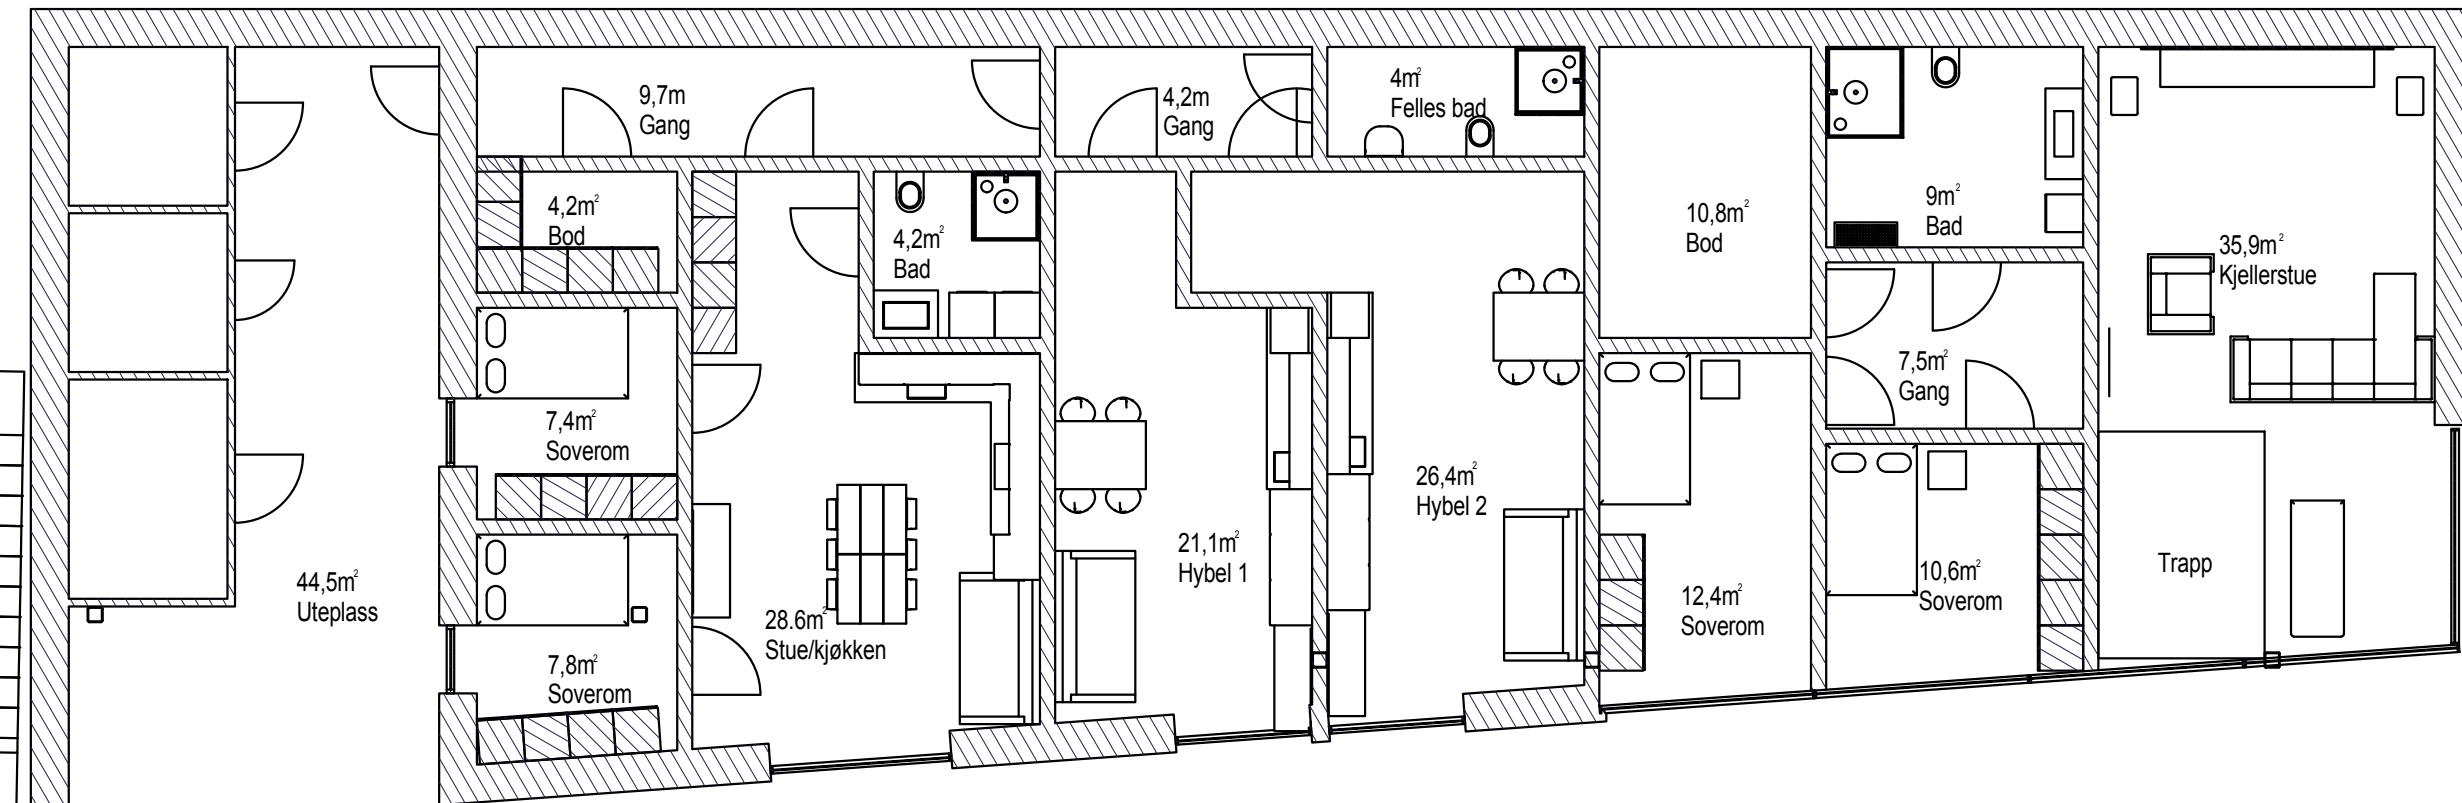 9,7m
Gang
4,2m
Gang
4m²
Felles bad
4,2m²
Bod
4,2m²
Bad
10,8m²
Bod
9m²
Bad
35,9m²
Kjellerstue
7,4m²
Soverom
7,5m²
Gang
26,4m²
Hybel 2
21,1m²
Hybel 1
44,5m²
Uteplass
28.6m²
Stue/kjøkken
7,8m²
Soverom
12,4m²
Soverom
10,6m²
Soverom
Trapp